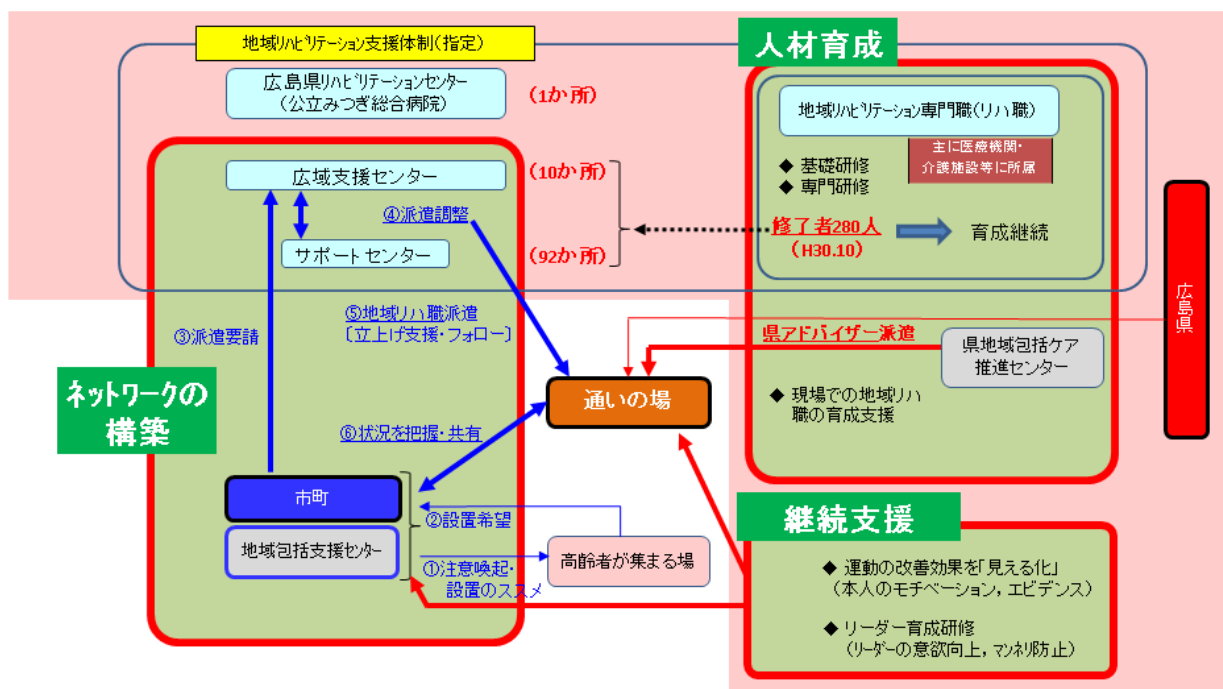 地域ﾘﾊﾋﾞﾘﾃｰｼｮﾝ支援体制(指定)
広島県ﾘﾊﾋﾞﾘﾃｰｼｮﾝｾﾝﾀｰ
(公立みつぎ総合病院)
(1か所)
広域支援センター
(10か所)
④派遣調整
サポートセンター
(92か所)
③派遣要請
⑤地域リハ職派遣
〔立上げ支援・フォロー〕
ネットワークの
構築
通いの場
⑥状況を把握・共有
市町
地域包括支援ｾﾝﾀｰ
②設置希望
①注意喚起・
設置のススメ
高齢者が集まる場
人材育成
地域ﾘﾊﾋﾞﾘﾃｰｼｮﾝ専門職(リハ職)
主に医療機関・
介護施設等に所属
◆ 基礎研修
◆ 専門研修
修了者280人
(H30.10)
育成継続
県アドバイザー派遣
県地域包括ケア
推進センター
◆ 現場での地域リハ
職の育成支援
広島県
継続支援
◆ 運動の改善効果を「見える化」
(本人のモチベーション，エビデンス)
◆ リーダー育成研修
(ﾘｰﾀﾞｰの意欲向上，ﾏﾝﾈﾘ防止)